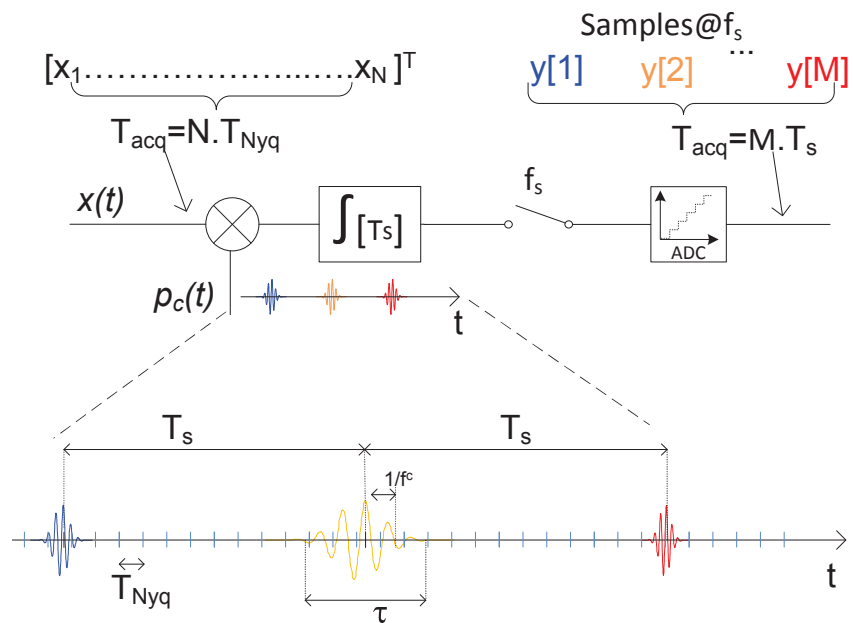 Samples@fₛ
[x₁……………………..….xN ]ᵀ
...
y[1] y[2] y[M]
Tacq=N.TNyq
Tacq=M.Tₛ
x(t)
∫[Ts]
fₛ
ADC
pc(t)
t
Tₛ Tₛ
1/fᶜ
TNyq
τ
t